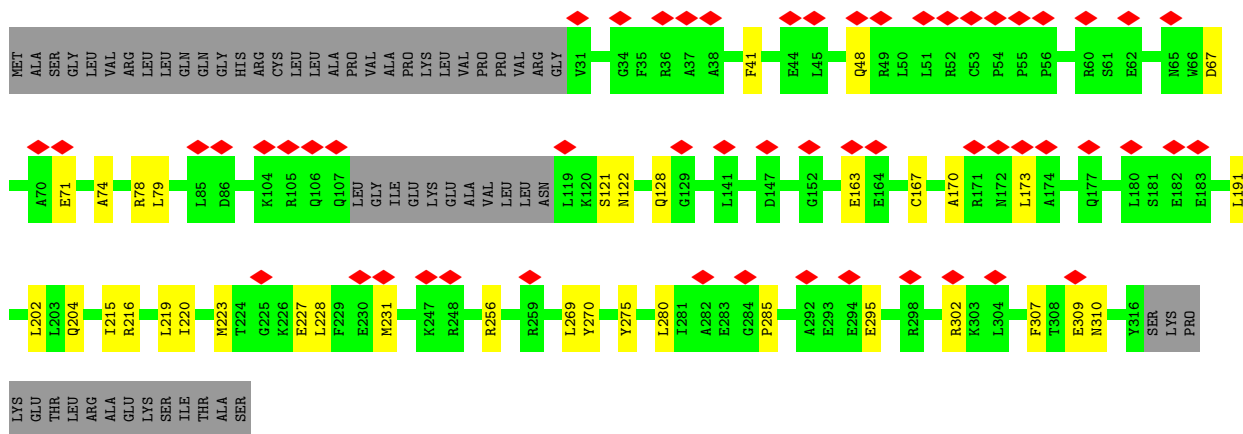 MET ALA SER GLY LEU VAL ARG LEU LEU GLN GLN GLY HIS ARG CYS LEU LEU ALA PRO VAL ALA PRO LYS LEU VAL PRO PRO VAL ARG GLY V31 G34 F35 R36 A37 A38 F41 E44 L45 Q48 R49 L50 L51 R52 C53 P54 P55 P56 R60 S61 E62 N65 W66 D67
A70 E71 A74 R78 L79 L85 D86 K104 R105 Q106 Q107 LEU GLY ILE GLU LYS GLU ALA VAL LEU LEU ASN L119 K120 S121 N122 Q128 G129 L141 D147 G152 E163 E164 C167 A170 R171 N172 L173 A174 Q177 L180 S181 E182 E183 L191
L202 L203 Q204 I215 R216 L219 I220 M223 T224 G225 K226 E227 L228 F229 E230 M231 K247 R248 R256 R259 L269 Y270 Y275 L280 I281 A282 E283 G284 P285 A292 E293 E294 E295 R298 R302 K303 L304 F307 T308 E309 N310 Y316 SER LYS PRO
LYS GLU THR LEU ARG ALA GLU LYS SER ILE THR ALA SER